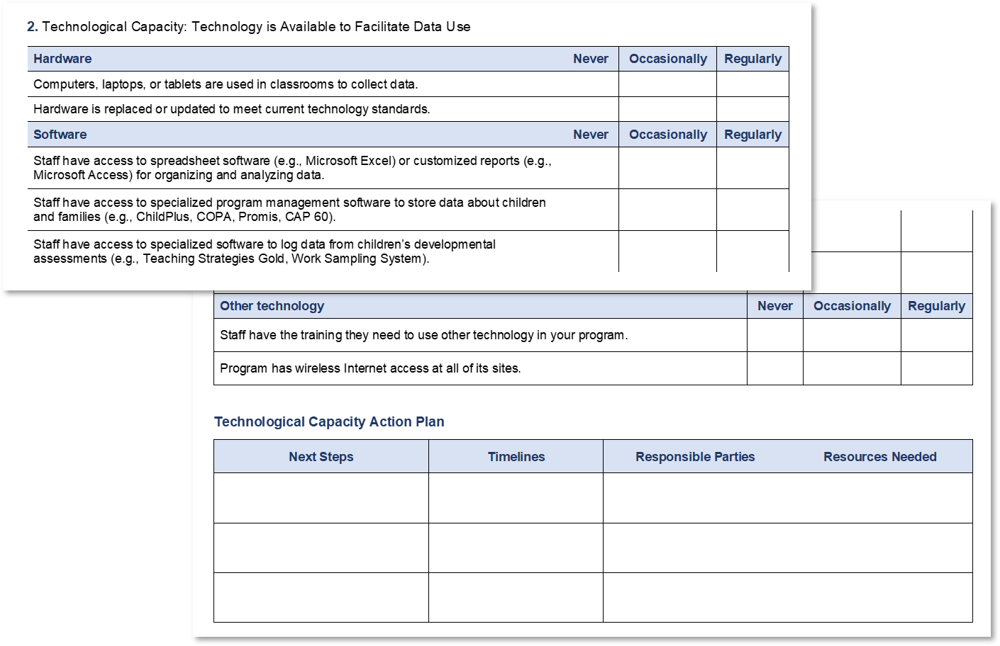 2. Technological Capacity: Technology is Available to Facilitate Data Use
Hardware Never Occasionally Regularly
Computers, laptops, or tablets are used in classrooms to collect data.
Hardware is replaced or updated to meet current technology standards.
Software Never Occasionally Regularly
Staff have access to spreadsheet software (e.g., Microsoft Excel) or customized reports (e.g.,
Microsoft Access) for organizing and analyzing data.
Staff have access to specialized program management software to store data about children
and families (e.g., ChildPlus, COPA, Promis, CAP 60).
Staff have access to specialized software to log data from children’s developmental
assessments (e.g., Teaching Strategies Gold, Work Sampling System).
Other technology Never Occasionally Regularly
Staff have the training they need to use other technology in your program.
Program has wireless Internet access at all of its sites.
Technological Capacity Action Plan
Next Steps Timelines Responsible Parties Resources Needed